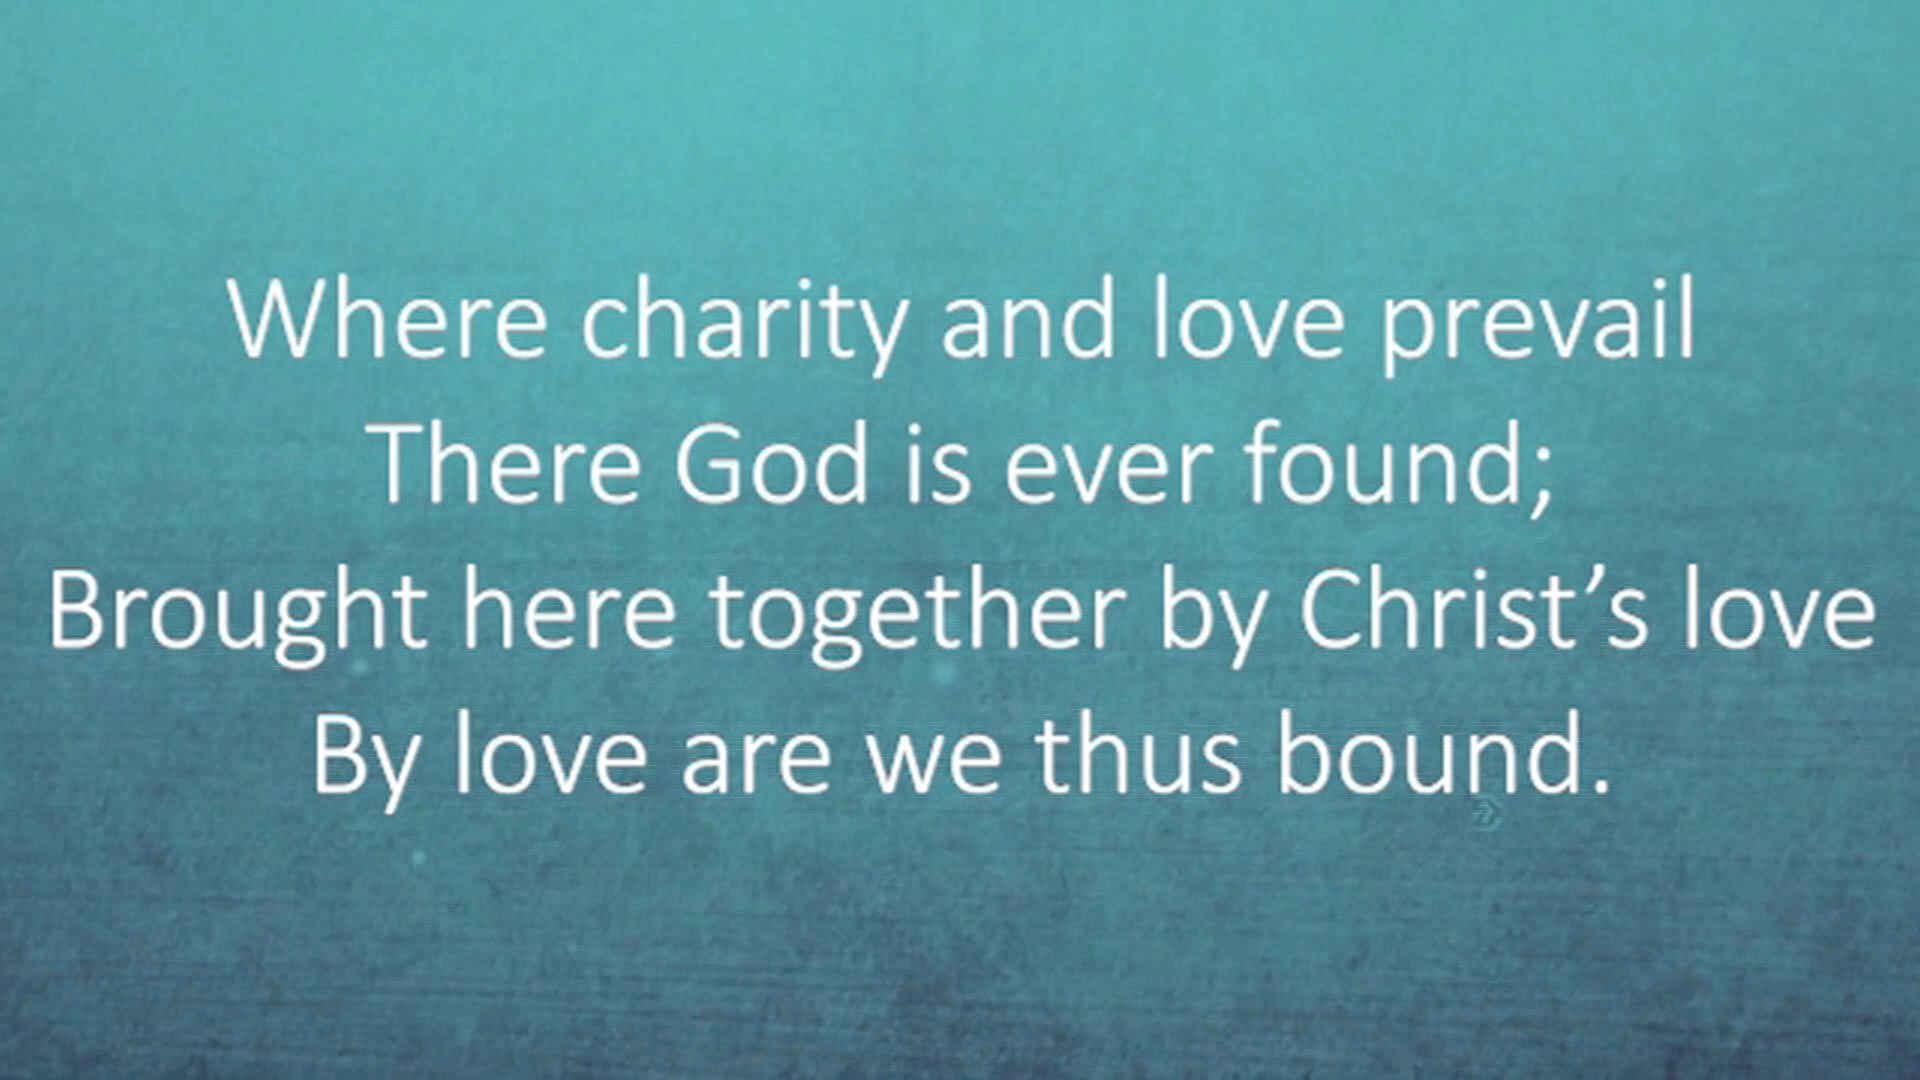 Where charity and love prevail
There God is ever found;
Brought here together by Christ’s love
By love are we thus bound.